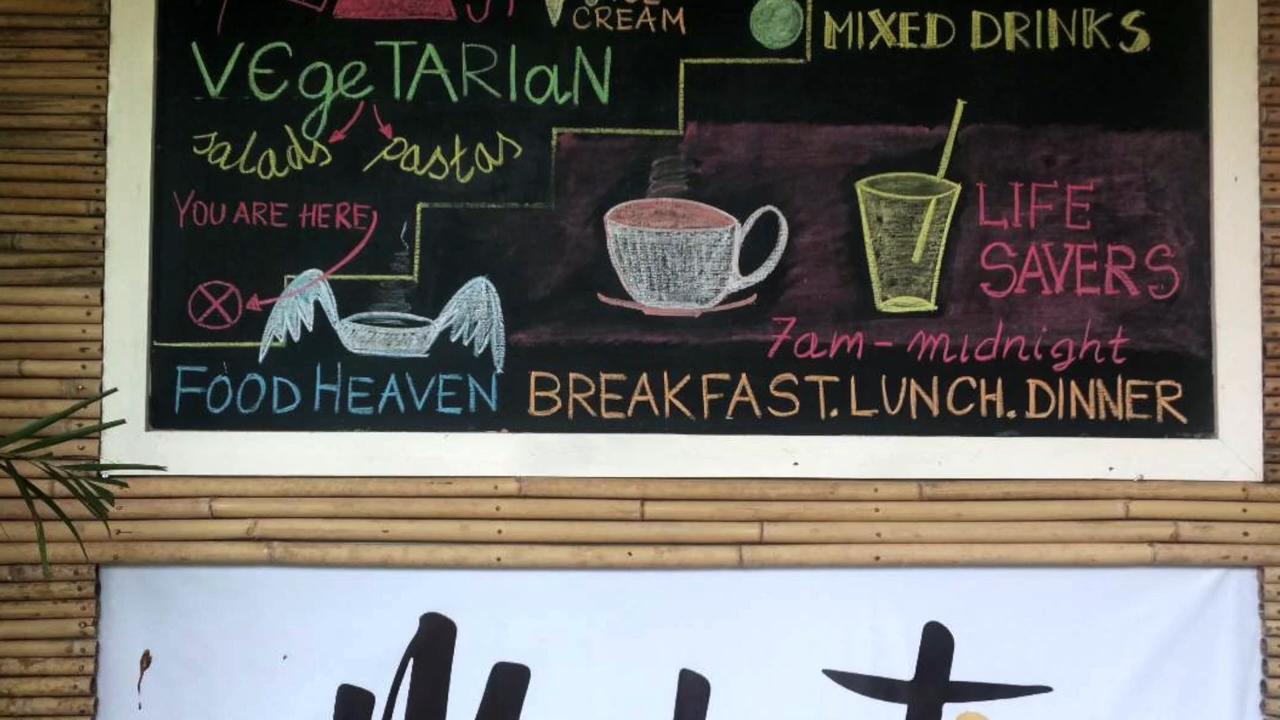 CREAM
MIXED DRINKS
VEgeTARIaN
salads pastas
YOU ARE HERE
LIFE
SAVERS
7am - midnight
FOOD HEAVEN
BREAKFAST. LUNCH. DINNER